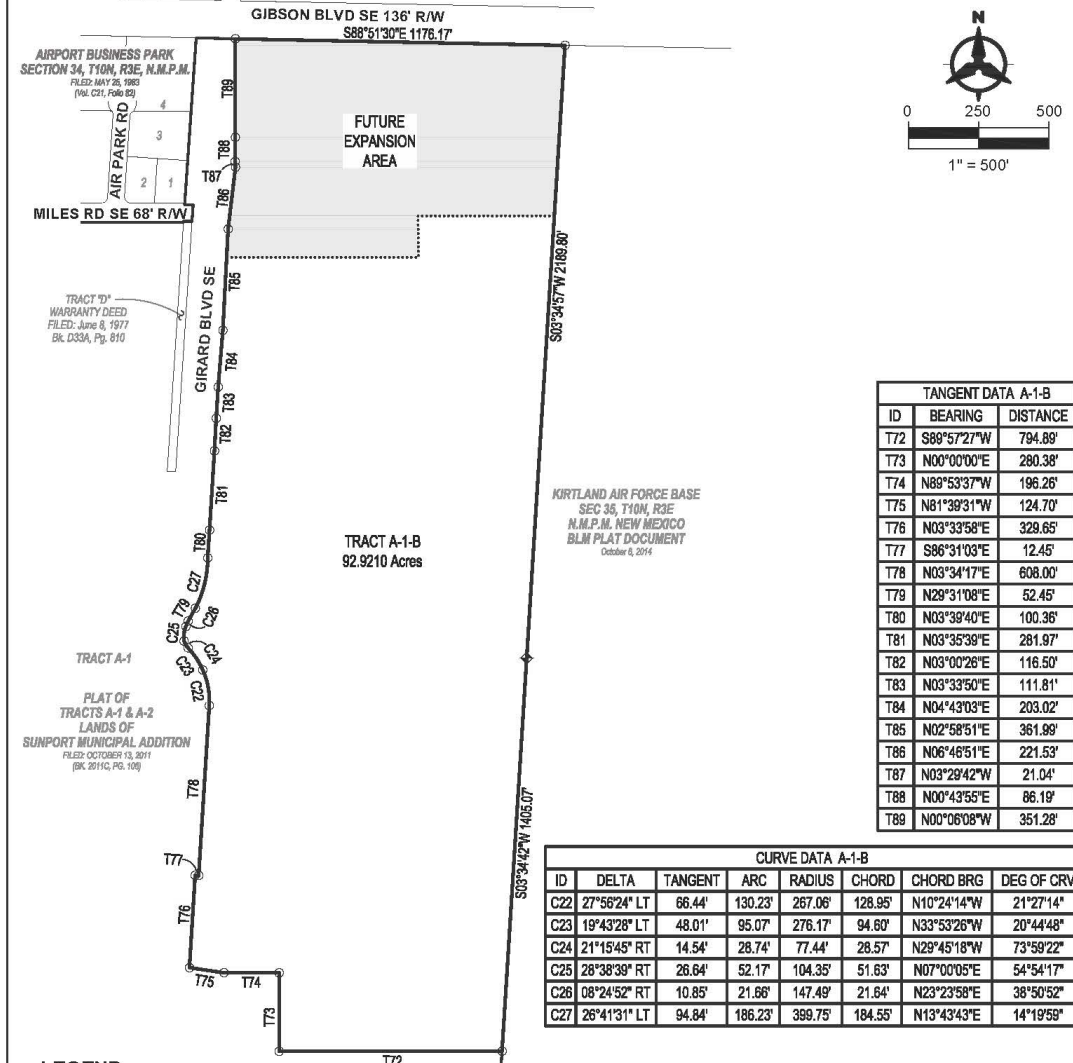 GIBSON BLVD SE 136' R/W
S88°51'30"E 1176.17'
AIRPORT BUSINESS PARK
SECTION 34, T10N, R3E, N.M.P.M.
FILED: MAY 25, 1983
(Vol. C21, Folio 82)
4
3
2
1
AIR PARK RD
MILES RD SE 68' R/W
T89
T88
T87
T86
T85
T84
T83
T82
T81
T80
C27
T79
C26
C25
C24
C23
C22
T78
T77
T76
T75
T74
T73
T72
FUTURE
EXPANSION
AREA
N
0 250 500
1" = 500'
TRACT "D"
WARRANTY DEED
FILED: June 8, 1977
Bk. D33A, Pg. 810
GIRARD BLVD SE
S03°34'57"W 2189.80'
KIRTLAND AIR FORCE BASE
SEC 35, T10N, R3E
N.M.P.M. NEW MEXICO
BLM PLAT DOCUMENT
October 8, 2014
TRACT A-1-B
92.9210 Acres
TRACT A-1
PLAT OF
TRACTS A-1 & A-2
LANDS OF
SUNPORT MUNICIPAL ADDITION
FILED: OCTOBER 13, 2011
(BK. 2011C, PG. 106)
S03°34'42"W 1405.07'
TANGENT DATA A-1-B
ID BEARING DISTANCE
T72 S89°57'27"W 794.89'
T73 N00°00'00"E 280.38'
T74 N89°53'37"W 196.26'
T75 N81°39'31"W 124.70'
T76 N03°33'58"E 329.65'
T77 S86°31'03"E 12.45'
T78 N03°34'17"E 608.00'
T79 N29°31'08"E 52.45'
T80 N03°39'40"E 100.36'
T81 N03°35'39"E 281.97'
T82 N03°00'26"E 116.50'
T83 N03°33'50"E 111.81'
T84 N04°43'03"E 203.02'
T85 N02°58'51"E 361.99'
T86 N06°46'51"E 221.53'
T87 N03°29'42"W 21.04'
T88 N00°43'55"E 86.19'
T89 N00°06'08"W 351.28'
CURVE DATA A-1-B
ID DELTA TANGENT ARC RADIUS CHORD CHORD BRG DEG OF CRV
C22 27°56'24" LT 66.44' 130.23' 267.06' 128.95' N10°24'14"W 21°27'14"
C23 19°43'28" LT 48.01' 95.07' 276.17' 94.60' N33°53'26"W 20°44'48"
C24 21°15'45" RT 14.54' 28.74' 77.44' 28.57' N29°45'18"W 73°59'22"
C25 28°38'39" RT 26.64' 52.17' 104.35' 51.63' N07°00'05"E 54°54'17"
C26 08°24'52" RT 10.85' 21.66' 147.49' 21.64' N23°23'58"E 38°50'52"
C27 26°41'31" LT 94.84' 186.23' 399.75' 184.55' N13°43'43"E 14°19'59"